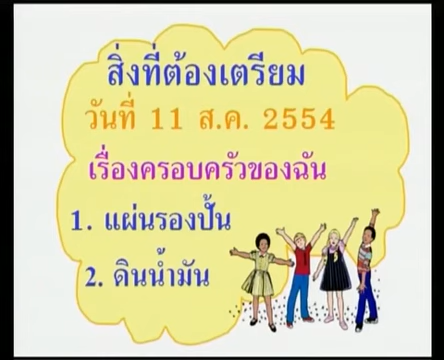 สิ่งที่ต้องเตรียม
วันที่ 11 ส.ค. 2554
เรื่องครอบครัวของฉัน
1. แผ่นรองปั้น
2. ดินน้ำมัน